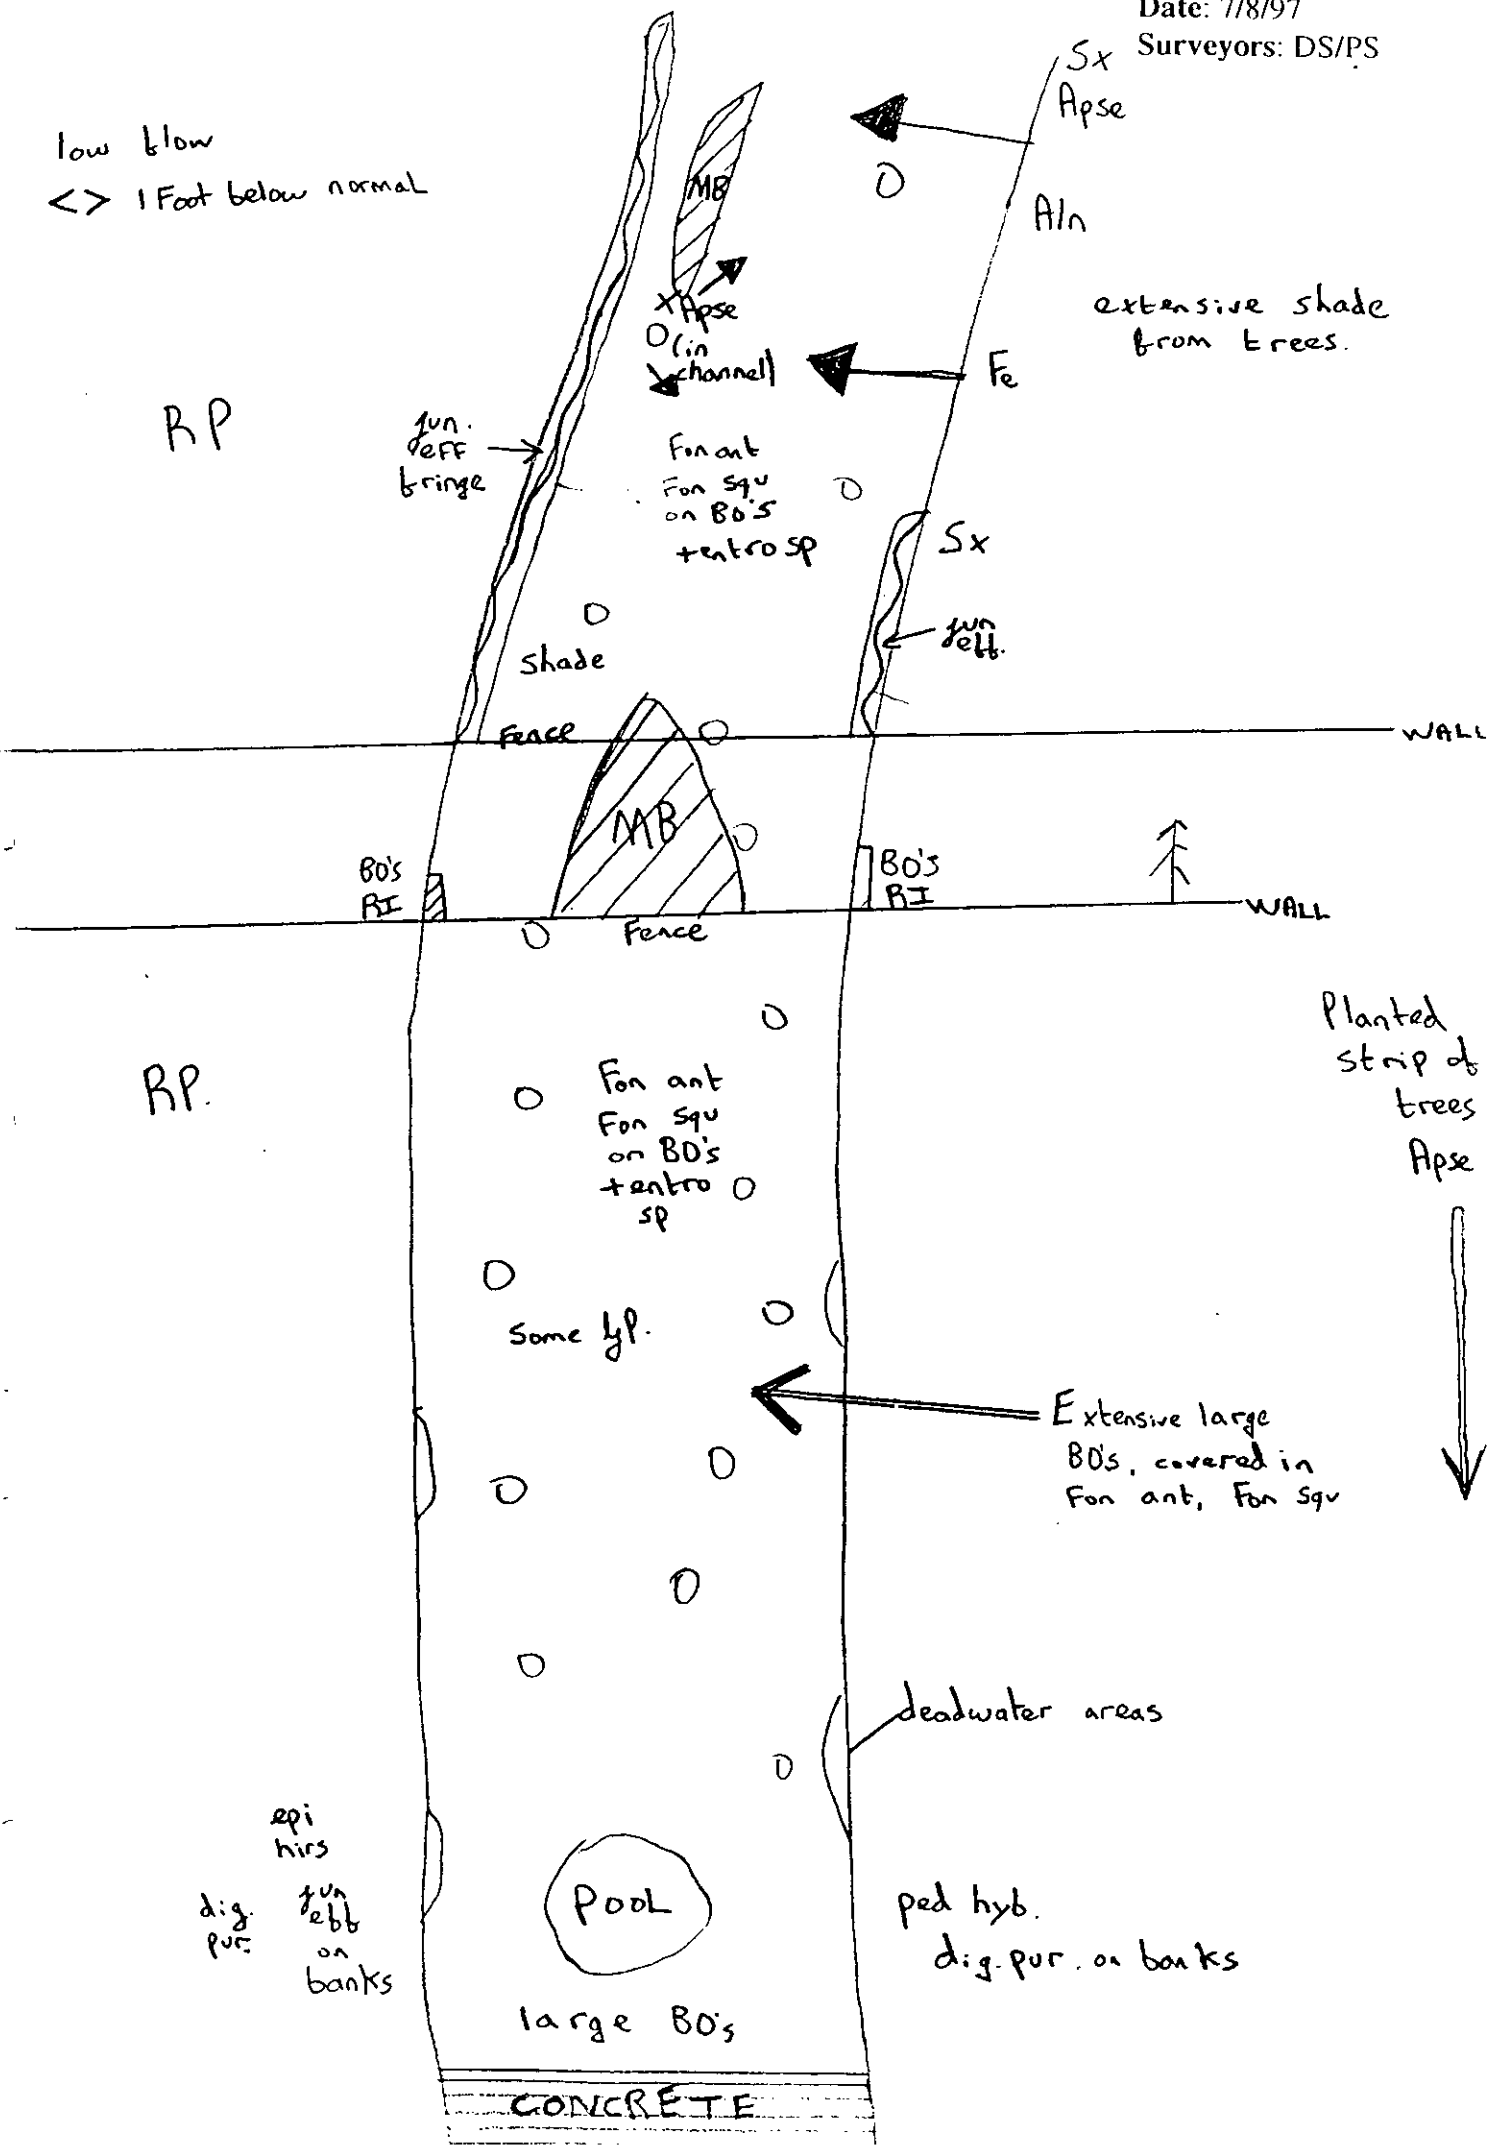 Date: 7/8/97
Surveyors: DS/PS
Sx
Apse
low flow
<> 1 Foot below normal
MB
Aln
Apse
(in
channel)
extensive shade
from trees.
Fe
RP
jun.
eff
fringe
Fon ant
Fon squ
on BO'S
+entro sp
Sx
jun
eff.
shade
Fence
WALL
MB
BO's
RI
BO's
RI
WALL
Fence
Planted
strip of
trees
Apse
RP.
Fon ant
Fon squ
on BO's
+entro
sp
Some
Extensive large
BO's, covered in
Fon ant, Fon squ
deadwater areas
epi
hirs
dig.
pur.
jun
eff
on
banks
POOL
ped hyb.
dig. pur. on banks
large BO's
CONCRETE